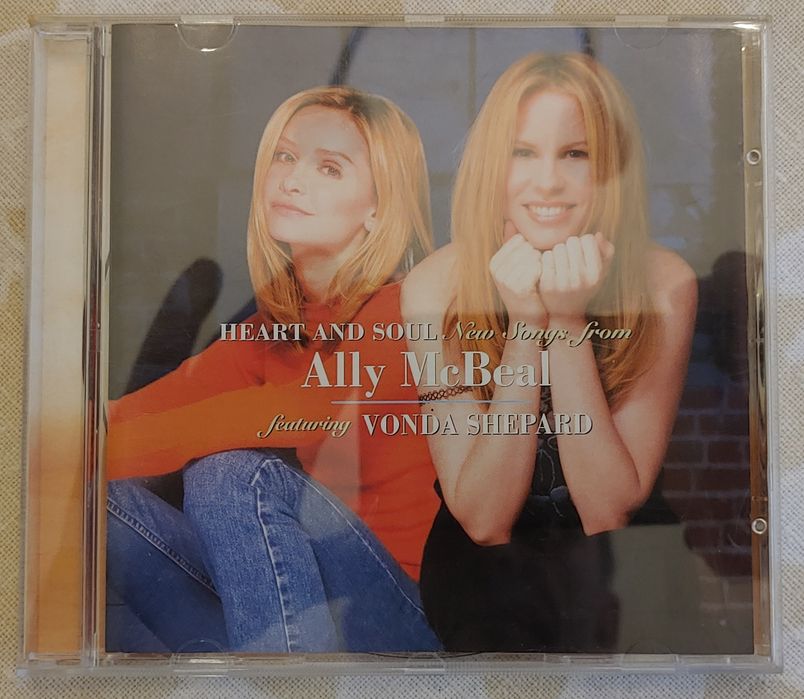 HEART AND SOUL New Songs from
Ally McBeal
featuring VONDA SHEPARD